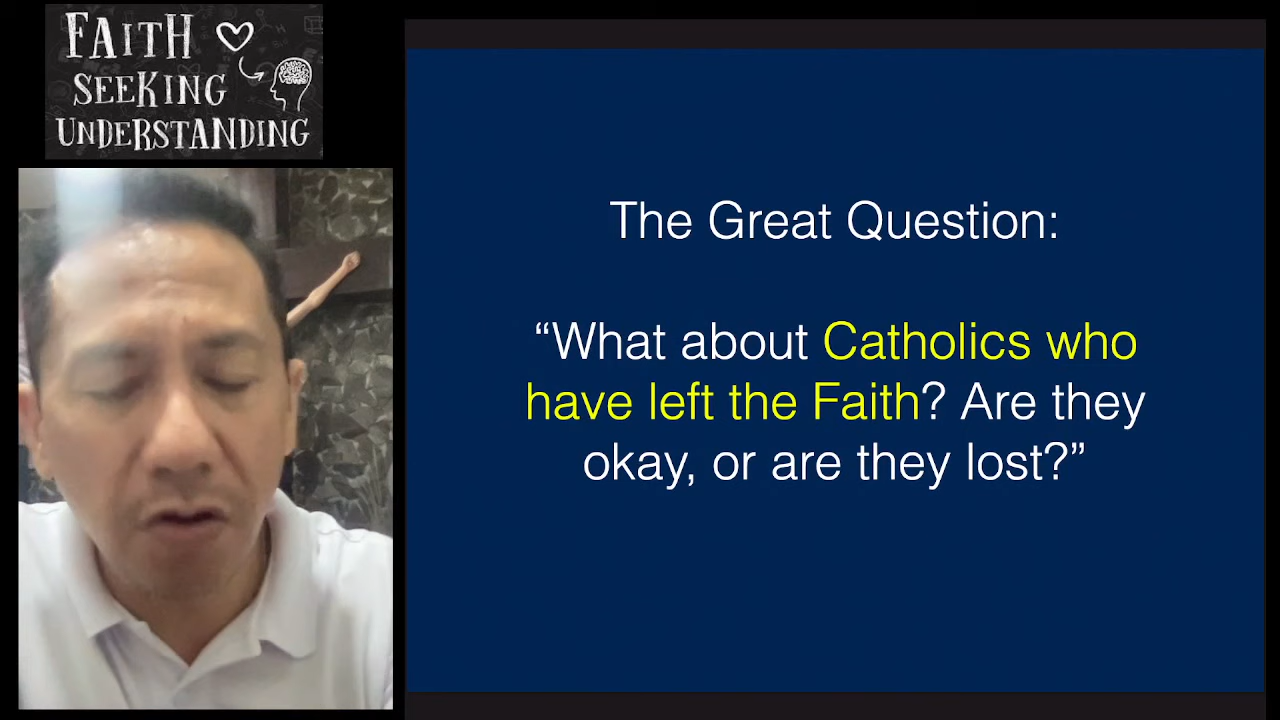 FAITH
SEEKING
UNDERSTANDING
The Great Question:
“What about Catholics who
have left the Faith? Are they
okay, or are they lost?”